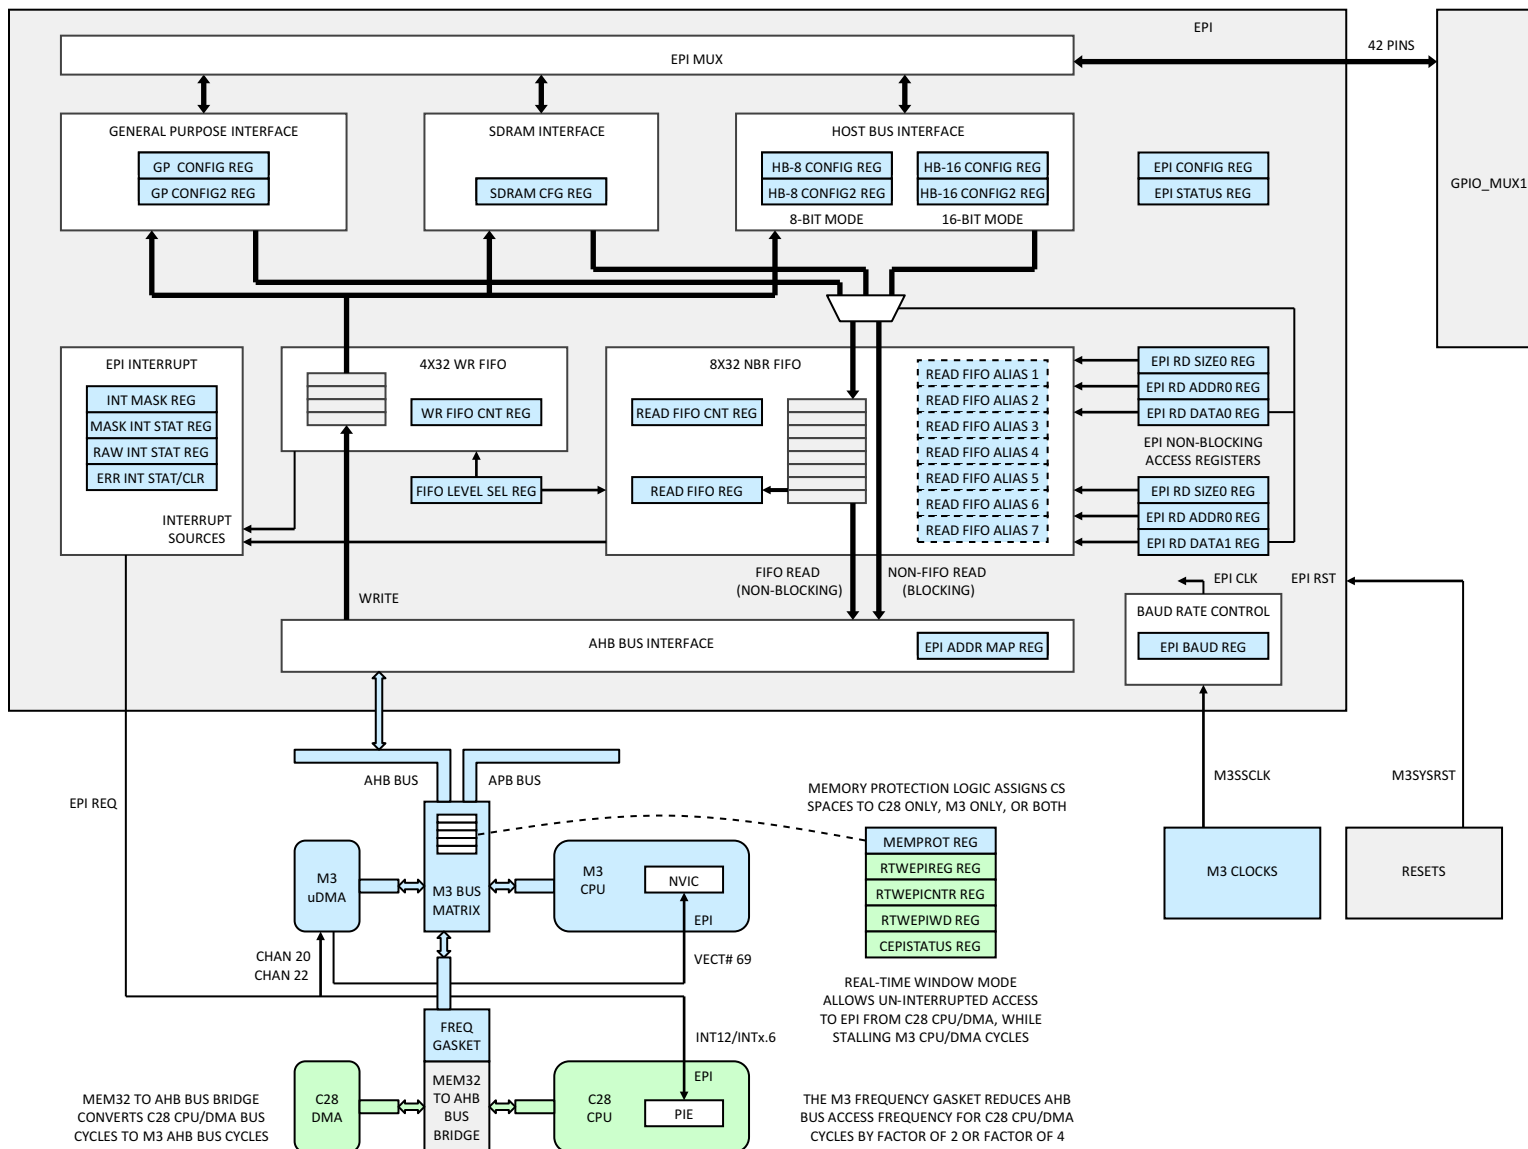 EPI
EPI MUX
42 PINS
GPIO_MUX1
GENERAL PURPOSE INTERFACE
GP CONFIG REG
GP CONFIG2 REG
SDRAM INTERFACE
SDRAM CFG REG
HOST BUS INTERFACE
HB-8 CONFIG REG
HB-8 CONFIG2 REG
8-BIT MODE
HB-16 CONFIG REG
HB-16 CONFIG2 REG
16-BIT MODE
EPI CONFIG REG
EPI STATUS REG
EPI INTERRUPT
INT MASK REG
MASK INT STAT REG
RAW INT STAT REG
ERR INT STAT/CLR
INTERRUPT
SOURCES
4X32 WR FIFO
WR FIFO CNT REG
FIFO LEVEL SEL REG
8X32 NBR FIFO
READ FIFO CNT REG
READ FIFO REG
READ FIFO ALIAS 1
READ FIFO ALIAS 2
READ FIFO ALIAS 3
READ FIFO ALIAS 4
READ FIFO ALIAS 5
READ FIFO ALIAS 6
READ FIFO ALIAS 7
EPI RD SIZE0 REG
EPI RD ADDR0 REG
EPI RD DATA0 REG
EPI NON-BLOCKING
ACCESS REGISTERS
EPI RD SIZE0 REG
EPI RD ADDR0 REG
EPI RD DATA1 REG
WRITE
FIFO READ
(NON-BLOCKING)
NON-FIFO READ
(BLOCKING)
EPI CLK
EPI RST
BAUD RATE CONTROL
EPI BAUD REG
AHB BUS INTERFACE
EPI ADDR MAP REG
AHB BUS
APB BUS
EPI REQ
M3SSCLK
M3SYSRST
MEMORY PROTECTION LOGIC ASSIGNS CS
SPACES TO C28 ONLY, M3 ONLY, OR BOTH
MEMPROT REG
RTWEPIREG REG
RTWEPICNTR REG
RTWEPIWD REG
CEPISTATUS REG
M3 CLOCKS
RESETS
M3
uDMA
M3 BUS
MATRIX
M3
CPU
NVIC
EPI
CHAN 20
CHAN 22
VECT# 69
REAL-TIME WINDOW MODE
ALLOWS UN-INTERRUPTED ACCESS
TO EPI FROM C28 CPU/DMA, WHILE
STALLING M3 CPU/DMA CYCLES
FREQ
GASKET
INT12/INTx.6
MEM32 TO AHB BUS BRIDGE
CONVERTS C28 CPU/DMA BUS
CYCLES TO M3 AHB BUS CYCLES
C28
DMA
MEM32
TO AHB
BUS
BRIDGE
C28
CPU
EPI
PIE
THE M3 FREQUENCY GASKET REDUCES AHB
BUS ACCESS FREQUENCY FOR C28 CPU/DMA
CYCLES BY FACTOR OF 2 OR FACTOR OF 4